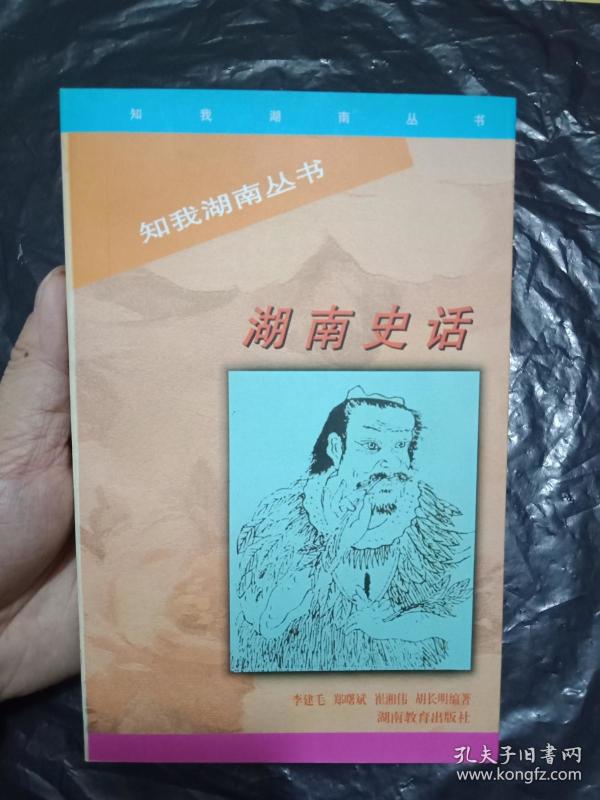 知我湖南丛书
知我湖南丛书
湖南史话
李建毛 郑曙斌 崔湘伟 胡长明编著
湖南教育出版社
孔夫子旧书网
www.kongfz.com